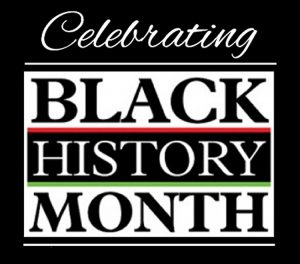 Celebrating
BLACK
HISTORY
MONTH